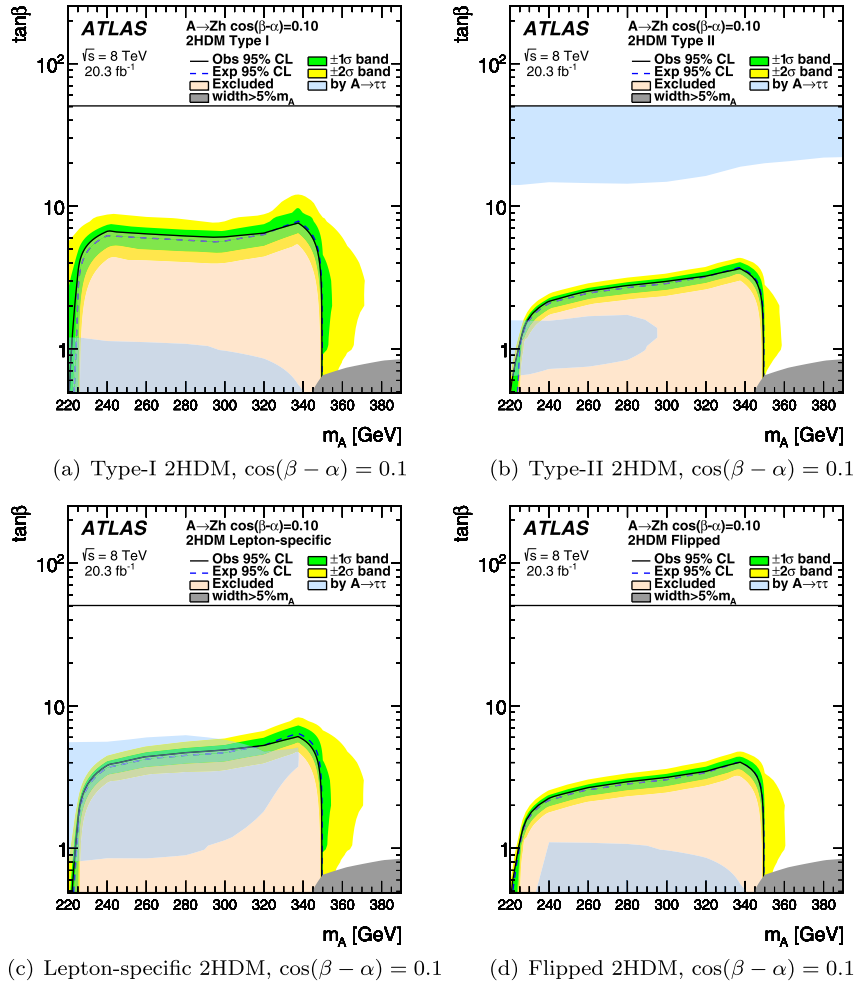 ATLAS
A→Zh cos(β-α)=0.10
2HDM Type I
√s = 8 TeV
20.3 fb⁻¹
Obs 95% CL
±1σ band
Exp 95% CL
±2σ band
Excluded
by A→ττ
width>5%m_A
tanβ
10²
10
1
220 240 260 280 300 320 340 360 380
m_A [GeV]
(a) Type-I 2HDM, cos(β − α) = 0.1
ATLAS
A→Zh cos(β-α)=0.10
2HDM Type II
√s = 8 TeV
20.3 fb⁻¹
Obs 95% CL
±1σ band
Exp 95% CL
±2σ band
Excluded
by A→ττ
width>5%m_A
tanβ
10²
10
1
220 240 260 280 300 320 340 360 380
m_A [GeV]
(b) Type-II 2HDM, cos(β − α) = 0.1
ATLAS
A→Zh cos(β-α)=0.10
2HDM Lepton-specific
√s = 8 TeV
20.3 fb⁻¹
Obs 95% CL
±1σ band
Exp 95% CL
±2σ band
Excluded
by A→ττ
width>5%m_A
tanβ
10²
10
1
220 240 260 280 300 320 340 360 380
m_A [GeV]
(c) Lepton-specific 2HDM, cos(β − α) = 0.1
ATLAS
A→Zh cos(β-α)=0.10
2HDM Flipped
√s = 8 TeV
20.3 fb⁻¹
Obs 95% CL
±1σ band
Exp 95% CL
±2σ band
Excluded
by A→ττ
width>5%m_A
tanβ
10²
10
1
220 240 260 280 300 320 340 360 380
m_A [GeV]
(d) Flipped 2HDM, cos(β − α) = 0.1